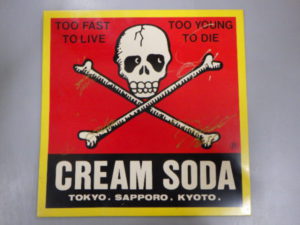 TOO FAST
TO LIVE
TOO YOUNG
TO DIE
CREAM SODA
TOKYO. SAPPORO. KYOTO.